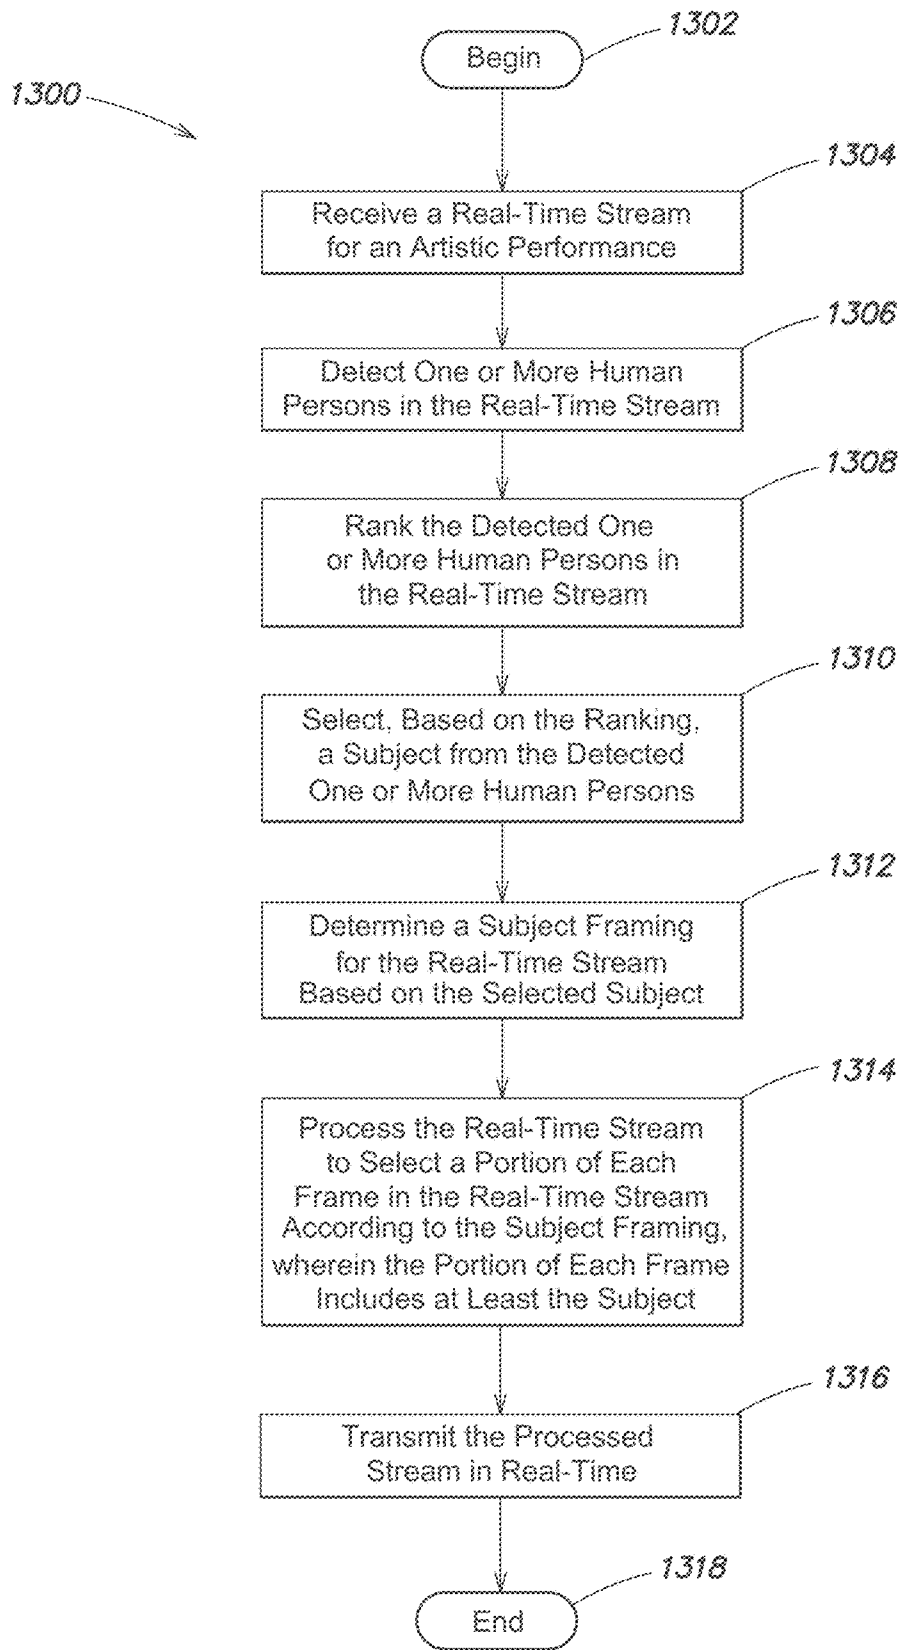 1302
Begin
1300
1304
Receive a Real-Time Stream
for an Artistic Performance
1306
Detect One or More Human
Persons in the Real-Time Stream
1308
Rank the Detected One
or More Human Persons in
the Real-Time Stream
1310
Select, Based on the Ranking,
a Subject from the Detected
One or More Human Persons
1312
Determine a Subject Framing
for the Real-Time Stream
Based on the Selected Subject
1314
Process the Real-Time Stream
to Select a Portion of Each
Frame in the Real-Time Stream
According to the Subject Framing,
wherein the Portion of Each Frame
Includes at Least the Subject
1316
Transmit the Processed
Stream in Real-Time
1318
End